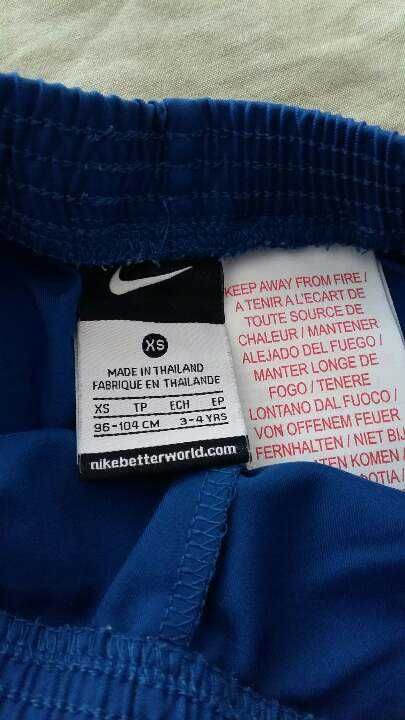 XS
MADE IN THAILAND
FABRIQUE EN THAILANDE
XS TP ECH EP
96-104 CM 3-4 YRS
nikebetterworld.com
KEEP AWAY FROM FIRE /
A TENIR A L'ECART DE
TOUTE SOURCE DE
CHALEUR / MANTENER
ALEJADO DEL FUEGO /
MANTER LONGE DE
FOGO / TENERE
LONTANO DAL FUOCO /
VON OFFENEM FEUER
FERNHALTEN / NIET BIJ
KOMEN /